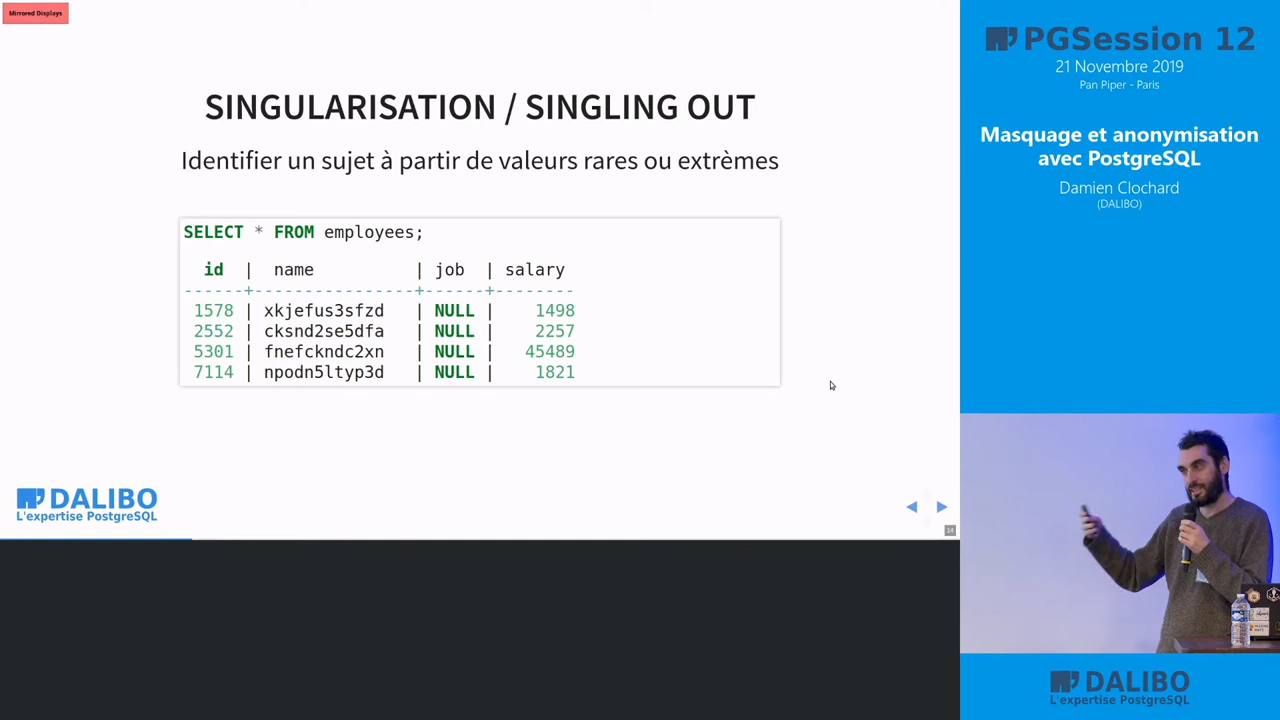 Mirrored Displays
SINGULARISATION / SINGLING OUT
Identifier un sujet à partir de valeurs rares ou extrèmes
SELECT * FROM employees;
id | name | job | salary
------+----------------+------+--------
1578 | xkjefus3sfzd | NULL | 1498
2552 | cksnd2se5dfa | NULL | 2257
5301 | fnefckndc2xn | NULL | 45489
7114 | npodn5ltyp3d | NULL | 1821
DALIBO
L'expertise PostgreSQL
14
PGSession 12
21 Novembre 2019
Pan Piper - Paris
Masquage et anonymisation
avec PostgreSQL
Damien Clochard
(DALIBO)
DALIBO
L'expertise PostgreSQL